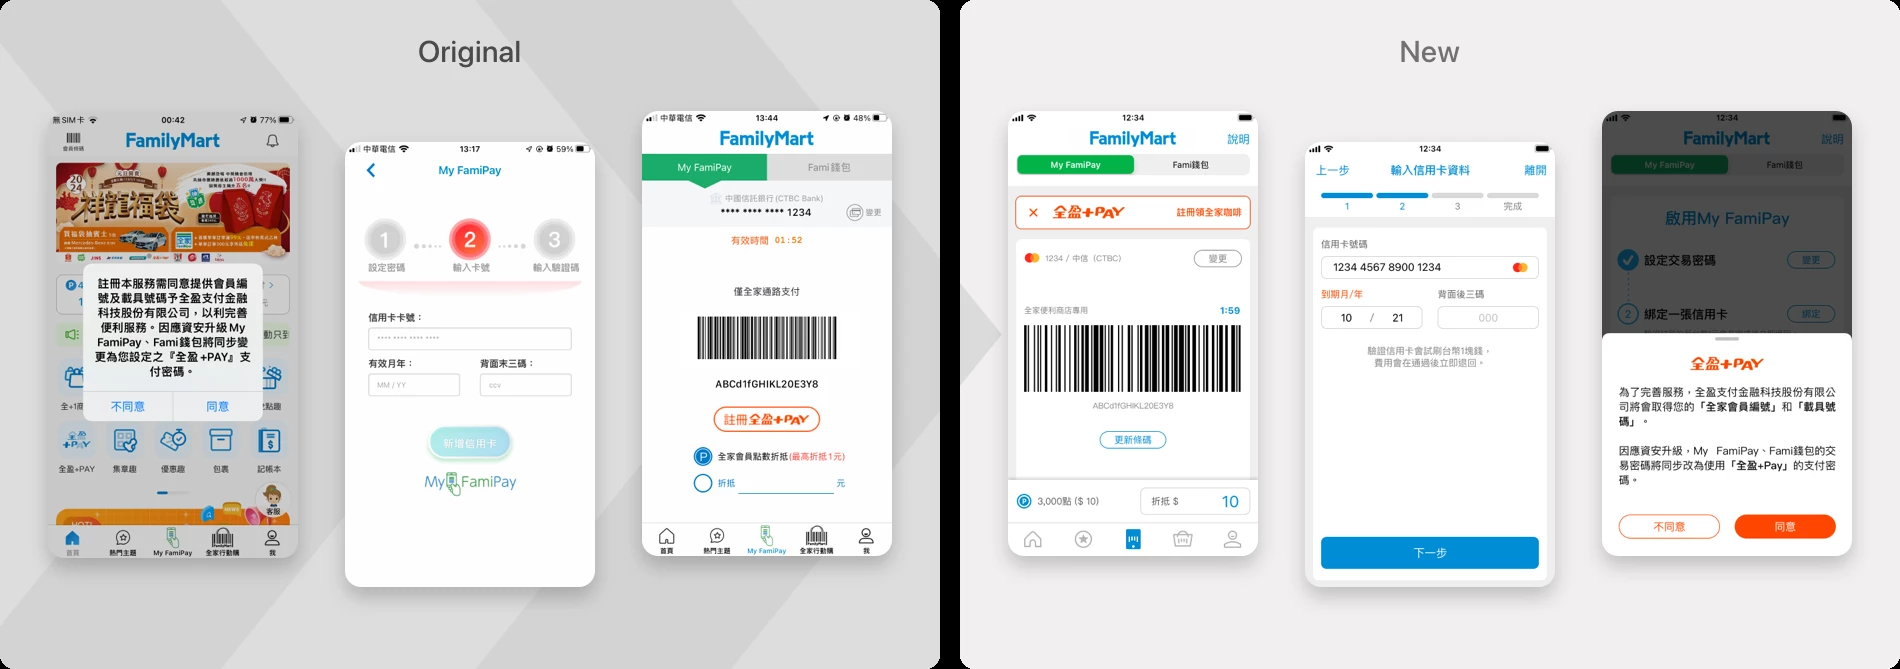 Original
無SIM卡
00:42
77%
會員條碼
FamilyMart
2024
祥龍福袋
註冊本服務需同意提供會員編
號及載具號碼予全盈支付金融
科技股份有限公司，以利完善
便利服務。因應資安升級My
FamiPay、Fami錢包將同步變
更為您設定之『全盈+PAY』支
付密碼。
不同意
同意
全盈+PAY
集章趣
優惠趣
包裹
記帳本
客服
首頁
熱門主題
My FamiPay
全家行動購
我
中華電信
13:17
59%
My FamiPay
1
2
3
設定密碼
輸入卡號
輸入驗證碼
信用卡卡號：
**** **** **** ****
有效月年：
背面末三碼：
MM / YY
ccv
新增信用卡
My FamiPay
中華電信
13:44
48%
FamilyMart
My FamiPay
Fami錢包
中國信託銀行(CTBC Bank)
**** **** **** 1234
變更
有效時間 01:52
僅全家通路支付
ABCd1fGHIKL20E3Y8
註冊全盈+PAY
全家會員點數折抵(最高折抵1元)
折抵
元
首頁
熱門主題
My FamiPay
全家行動購
我
New
12:34
FamilyMart
說明
My FamiPay
Fami錢包
全盈+PAY
註冊領全家咖啡
1234 / 中信（CTBC）
變更
全家便利商店專用
1:59
ABCd1fGHIKL20E3Y8
更新條碼
3,000點 ($ 10)
折抵 $
10
12:34
上一步
輸入信用卡資料
離開
1
2
3
完成
信用卡號碼
1234 4567 8900 1234
到期月/年
背面後三碼
10 / 21
000
驗證信用卡會試刷台幣1塊錢，
費用會在通過後立即退回。
下一步
12:34
FamilyMart
說明
My FamiPay
Fami錢包
啟用My FamiPay
設定交易密碼
變更
2
綁定一張信用卡
綁定
全盈+PAY
為了完善服務，全盈支付金融科技股份有限公
司將會取得您的「全家會員編號」和「載具號
碼」。
因應資安升級，My FamiPay、Fami錢包的交
易密碼將同步改為使用「全盈+Pay」的支付密
碼。
不同意
同意